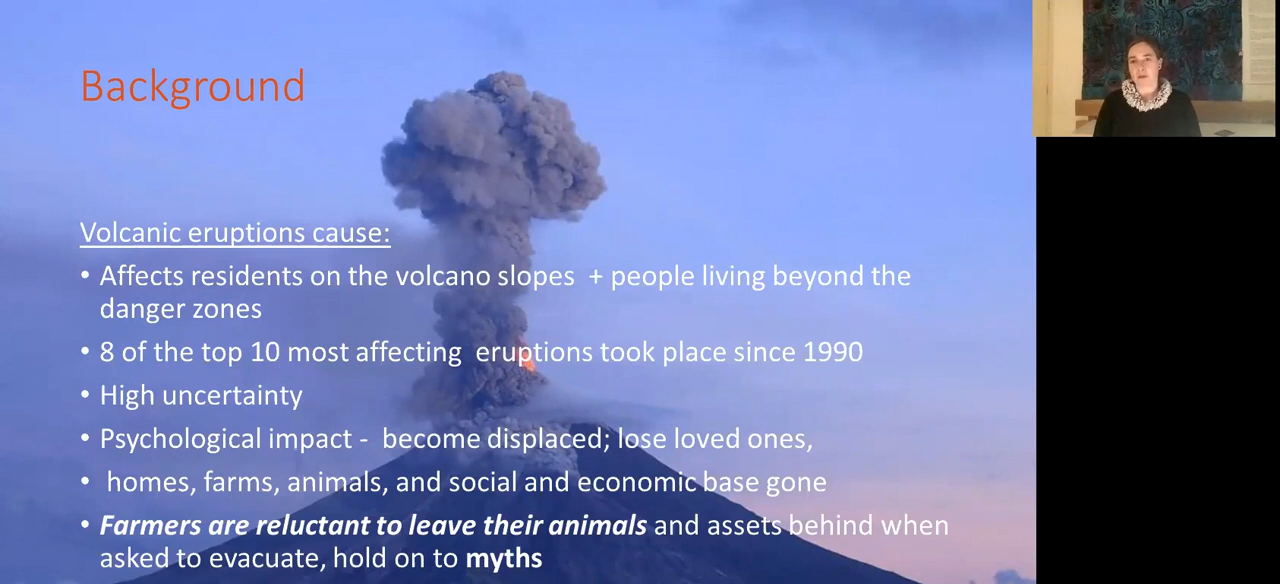 Background
Volcanic eruptions cause:
• Affects residents on the volcano slopes + people living beyond the
danger zones
• 8 of the top 10 most affecting eruptions took place since 1990
• High uncertainty
• Psychological impact - become displaced; lose loved ones,
• homes, farms, animals, and social and economic base gone
• Farmers are reluctant to leave their animals and assets behind when
asked to evacuate, hold on to myths